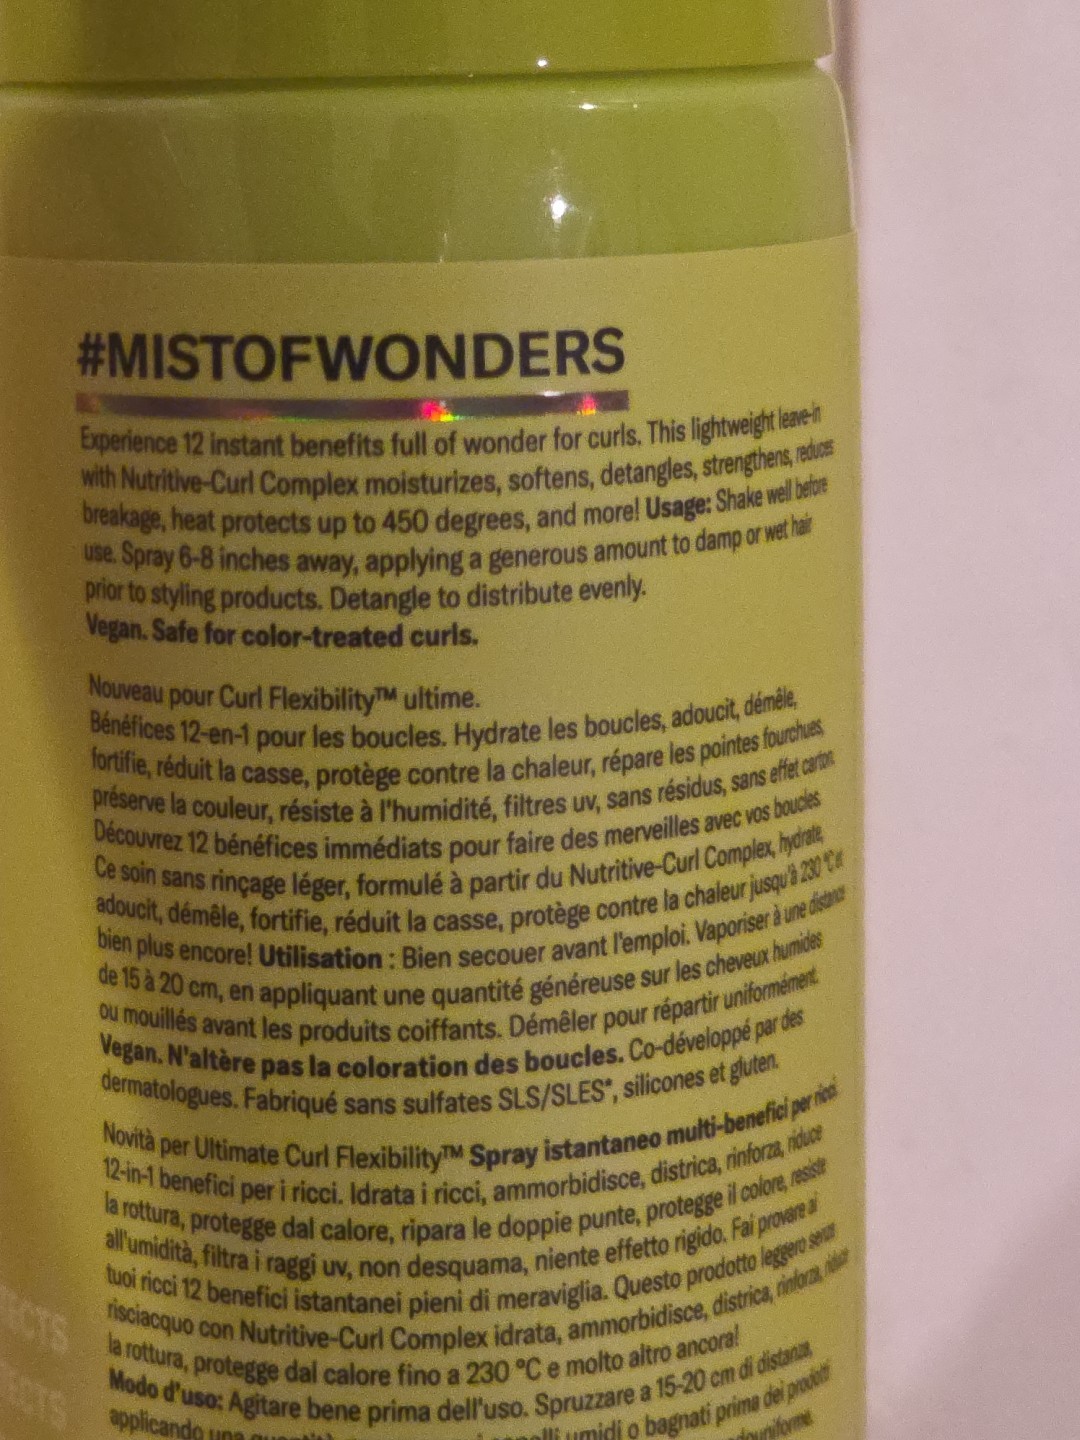 #MISTOFWONDERS
Experience 12 instant benefits full of wonder for curls. This lightweight leave-in
with Nutritive-Curl Complex moisturizes, softens, detangles, strengthens, reduces
breakage, heat protects up to 450 degrees, and more! Usage: Shake well before
use. Spray 6-8 inches away, applying a generous amount to damp or wet hair
prior to styling products. Detangle to distribute evenly.
Vegan. Safe for color-treated curls.
Nouveau pour Curl Flexibility™ ultime.
Bénéfices 12-en-1 pour les boucles. Hydrate les boucles, adoucit, démêle,
fortifie, réduit la casse, protège contre la chaleur, répare les pointes fourchues,
préserve la couleur, résiste à l'humidité, filtres uv, sans résidus, sans effet carton.
Découvrez 12 bénéfices immédiats pour faire des merveilles avec vos boucles.
Ce soin sans rinçage léger, formulé à partir du Nutritive-Curl Complex, hydrate,
adoucit, démêle, fortifie, réduit la casse, protège contre la chaleur jusqu'à 230 °C et
bien plus encore! Utilisation : Bien secouer avant l'emploi. Vaporiser à une distance
de 15 à 20 cm, en appliquant une quantité généreuse sur les cheveux humides
ou mouillés avant les produits coiffants. Démêler pour répartir uniformément.
Vegan. N'altère pas la coloration des boucles. Co-développé par des
dermatologues. Fabriqué sans sulfates SLS/SLES*, silicones et gluten.
Novità per Ultimate Curl Flexibility™ Spray istantaneo multi-benefici per ricci.
12-in-1 benefici per i ricci. Idrata i ricci, ammorbidisce, districa, rinforza, riduce
la rottura, protegge dal calore, ripara le doppie punte, protegge il colore, resiste
all'umidità, filtra i raggi uv, non desquama, niente effetto rigido. Fai provare ai
tuoi ricci 12 benefici istantanei pieni di meraviglia. Questo prodotto leggero senza
risciacquo con Nutritive-Curl Complex idrata, ammorbidisce, districa, rinforza, riduce
la rottura, protegge dal calore fino a 230 °C e molto altro ancora!
Modo d'uso: Agitare bene prima dell'uso. Spruzzare a 15-20 cm di distanza,
applicando una umidi o bagnati prima dei prodotti